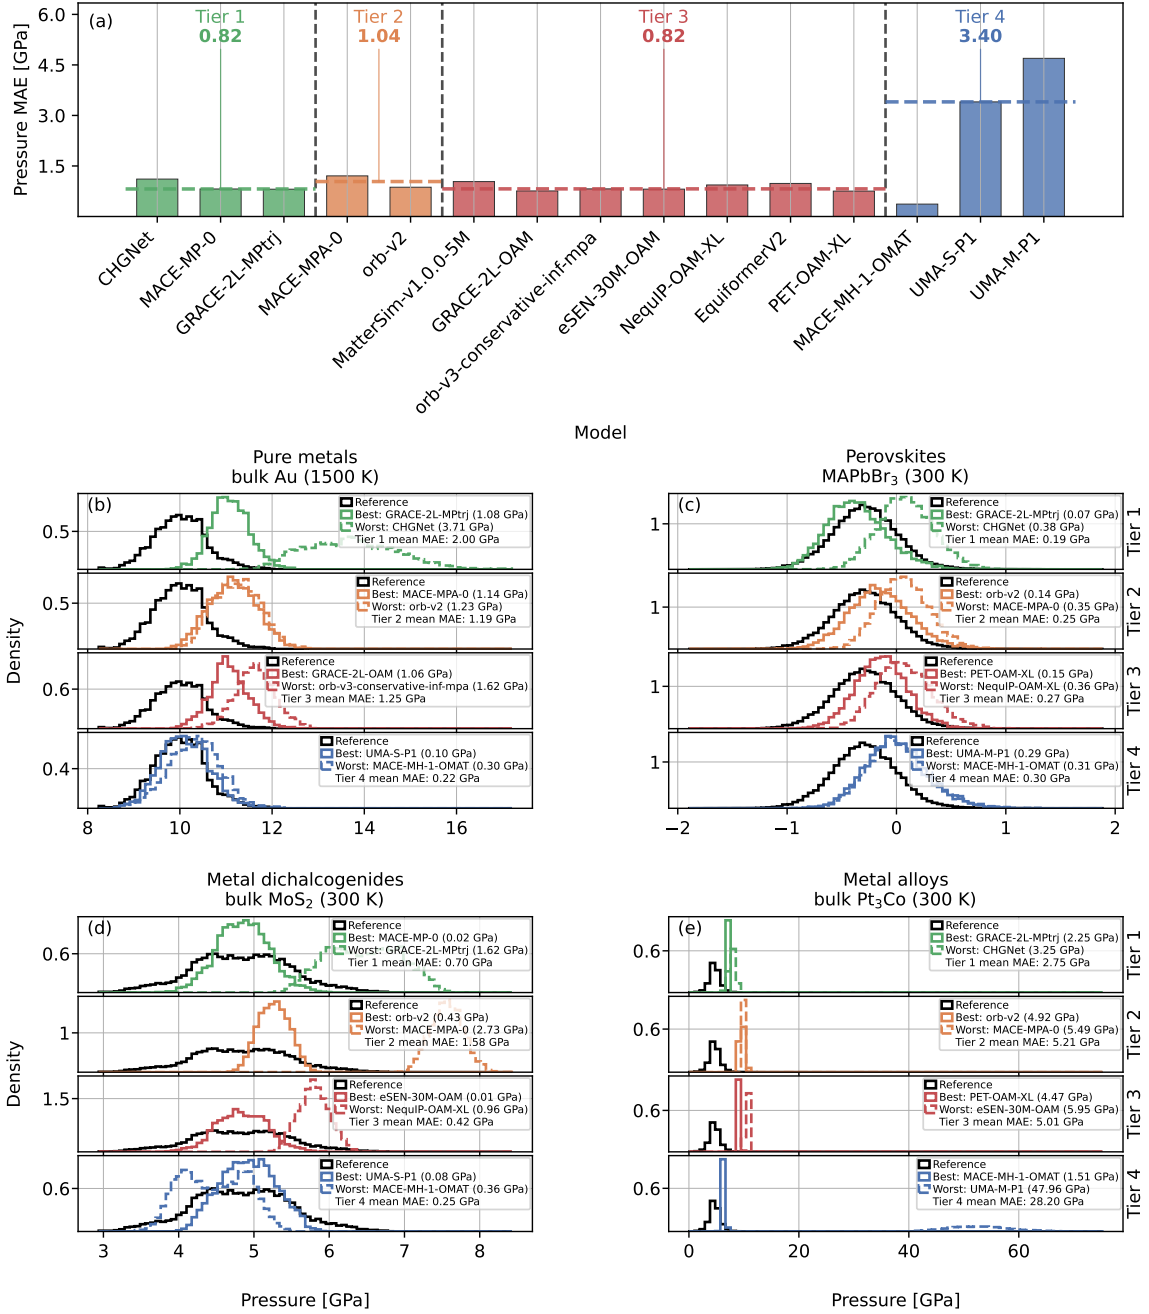 (a)
Tier 1
0.82
Tier 2
1.04
Tier 3
0.82
Tier 4
3.40
Pressure MAE [GPa]
6.0
4.5
3.0
1.5
CHGNet
MACE-MP-0
GRACE-2L-MPtrj
MACE-MPA-0
orb-v2
MatterSim-v1.0.0-5M
GRACE-2L-OAM
orb-v3-conservative-inf-mpa
eSEN-30M-OAM
NequIP-OAM-XL
EquiformerV2
PET-OAM-XL
MACE-MH-1-OMAT
UMA-S-P1
UMA-M-P1
Model
Pure metals
bulk Au (1500 K)
(b)
Density
0.5
Reference
Best: GRACE-2L-MPtrj (1.08 GPa)
Worst: CHGNet (3.71 GPa)
Tier 1 mean MAE: 2.00 GPa
0.5
Reference
Best: MACE-MPA-0 (1.14 GPa)
Worst: orb-v2 (1.23 GPa)
Tier 2 mean MAE: 1.19 GPa
0.6
Reference
Best: GRACE-2L-OAM (1.06 GPa)
Worst: orb-v3-conservative-inf-mpa (1.62 GPa)
Tier 3 mean MAE: 1.25 GPa
0.4
Reference
Best: UMA-S-P1 (0.10 GPa)
Worst: MACE-MH-1-OMAT (0.30 GPa)
Tier 4 mean MAE: 0.22 GPa
8 10 12 14 16
Perovskites
MAPbBr₃ (300 K)
(c)
1
Reference
Best: GRACE-2L-MPtrj (0.07 GPa)
Worst: CHGNet (0.38 GPa)
Tier 1 mean MAE: 0.19 GPa
Tier 1
1
Reference
Best: orb-v2 (0.14 GPa)
Worst: MACE-MPA-0 (0.35 GPa)
Tier 2 mean MAE: 0.25 GPa
Tier 2
1
Reference
Best: PET-OAM-XL (0.15 GPa)
Worst: NequIP-OAM-XL (0.36 GPa)
Tier 3 mean MAE: 0.27 GPa
Tier 3
1
Reference
Best: UMA-M-P1 (0.29 GPa)
Worst: MACE-MH-1-OMAT (0.31 GPa)
Tier 4 mean MAE: 0.30 GPa
Tier 4
−2 −1 0 1 2
Metal dichalcogenides
bulk MoS₂ (300 K)
(d)
Density
0.6
Reference
Best: MACE-MP-0 (0.02 GPa)
Worst: GRACE-2L-MPtrj (1.62 GPa)
Tier 1 mean MAE: 0.70 GPa
1
Reference
Best: orb-v2 (0.43 GPa)
Worst: MACE-MPA-0 (2.73 GPa)
Tier 2 mean MAE: 1.58 GPa
1.5
Reference
Best: eSEN-30M-OAM (0.01 GPa)
Worst: NequIP-OAM-XL (0.96 GPa)
Tier 3 mean MAE: 0.42 GPa
0.6
Reference
Best: UMA-S-P1 (0.08 GPa)
Worst: MACE-MH-1-OMAT (0.36 GPa)
Tier 4 mean MAE: 0.25 GPa
3 4 5 6 7 8
Pressure [GPa]
Metal alloys
bulk Pt₃Co (300 K)
(e)
0.6
Reference
Best: GRACE-2L-MPtrj (2.25 GPa)
Worst: CHGNet (3.25 GPa)
Tier 1 mean MAE: 2.75 GPa
Tier 1
0.6
Reference
Best: orb-v2 (4.92 GPa)
Worst: MACE-MPA-0 (5.49 GPa)
Tier 2 mean MAE: 5.21 GPa
Tier 2
0.6
Reference
Best: PET-OAM-XL (4.47 GPa)
Worst: eSEN-30M-OAM (5.95 GPa)
Tier 3 mean MAE: 5.01 GPa
Tier 3
0.6
Reference
Best: MACE-MH-1-OMAT (1.51 GPa)
Worst: UMA-M-P1 (47.96 GPa)
Tier 4 mean MAE: 28.20 GPa
Tier 4
0 20 40 60
Pressure [GPa]